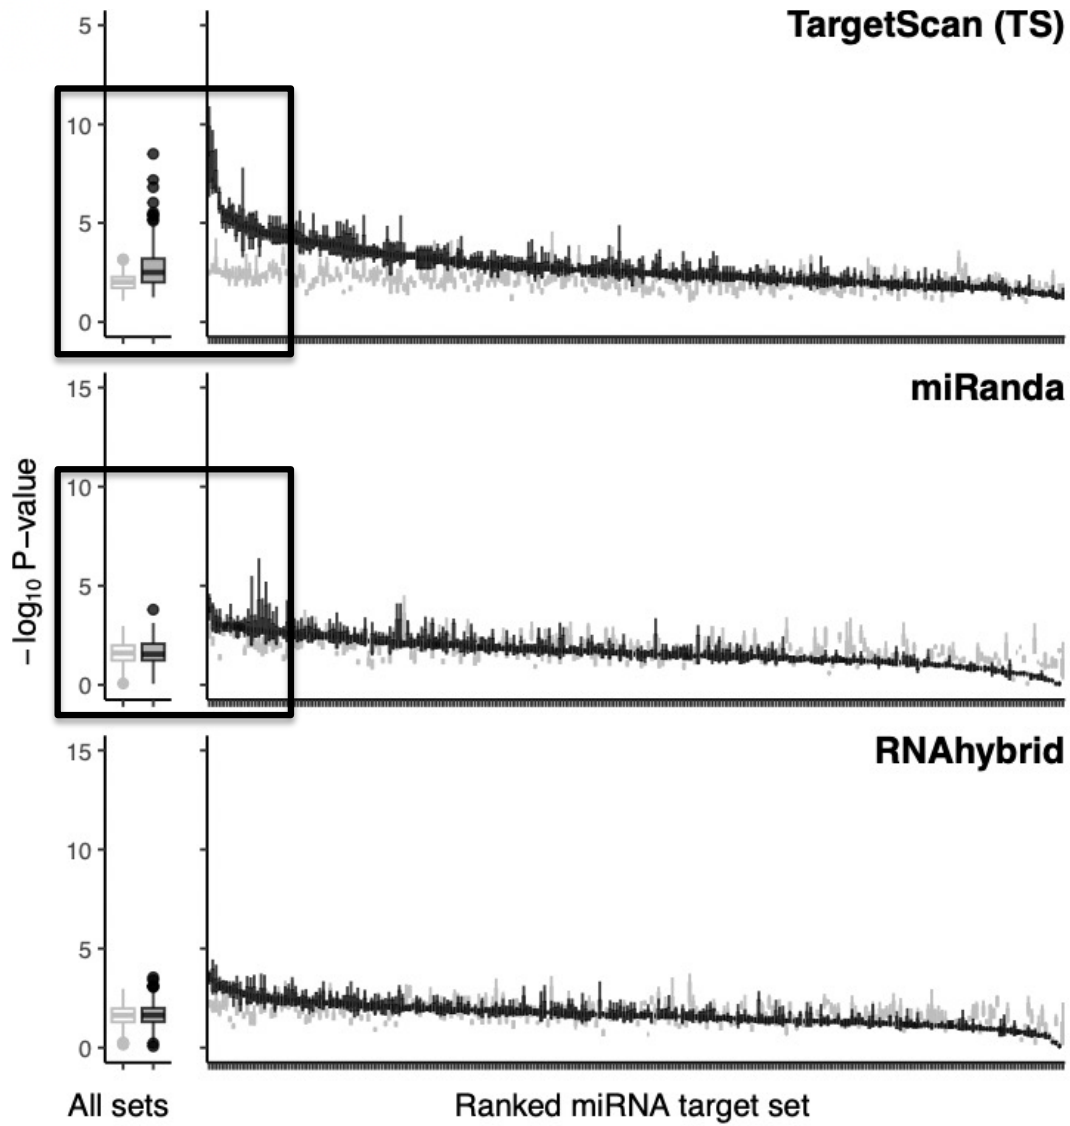 TargetScan (TS)
5
10
5
0
miRanda
15
10
5
0
− log10 P−value
RNAhybrid
15
10
5
0
All sets
Ranked miRNA target set